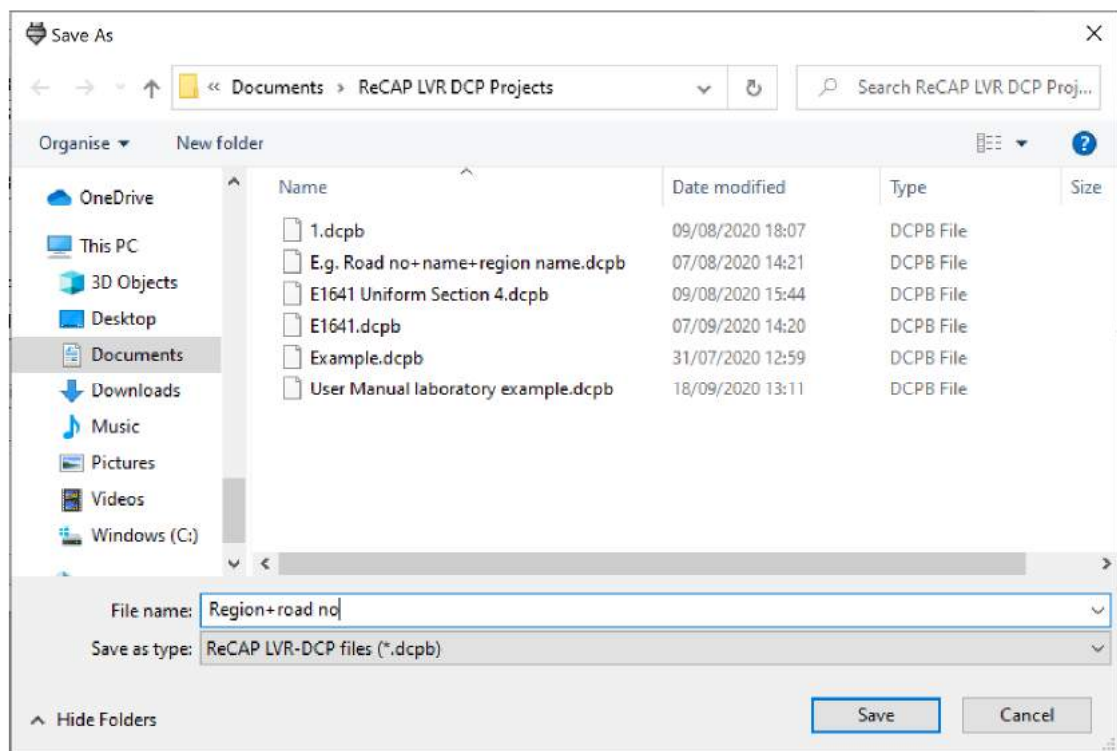 Save As
« Documents › ReCAP LVR DCP Projects
Search ReCAP LVR DCP Proj...
Organise
New folder
Name Date modified Type Size
OneDrive
This PC
3D Objects
Desktop
Documents
Downloads
Music
Pictures
Videos
Windows (C:)
1.dcpb 09/08/2020 18:07 DCPB File
E.g. Road no+name+region name.dcpb 07/08/2020 14:21 DCPB File
E1641 Uniform Section 4.dcpb 09/08/2020 15:44 DCPB File
E1641.dcpb 07/09/2020 14:20 DCPB File
Example.dcpb 31/07/2020 12:59 DCPB File
User Manual laboratory example.dcpb 18/09/2020 13:11 DCPB File
File name: Region+road no
Save as type: ReCAP LVR-DCP files (*.dcpb)
Hide Folders
Save
Cancel